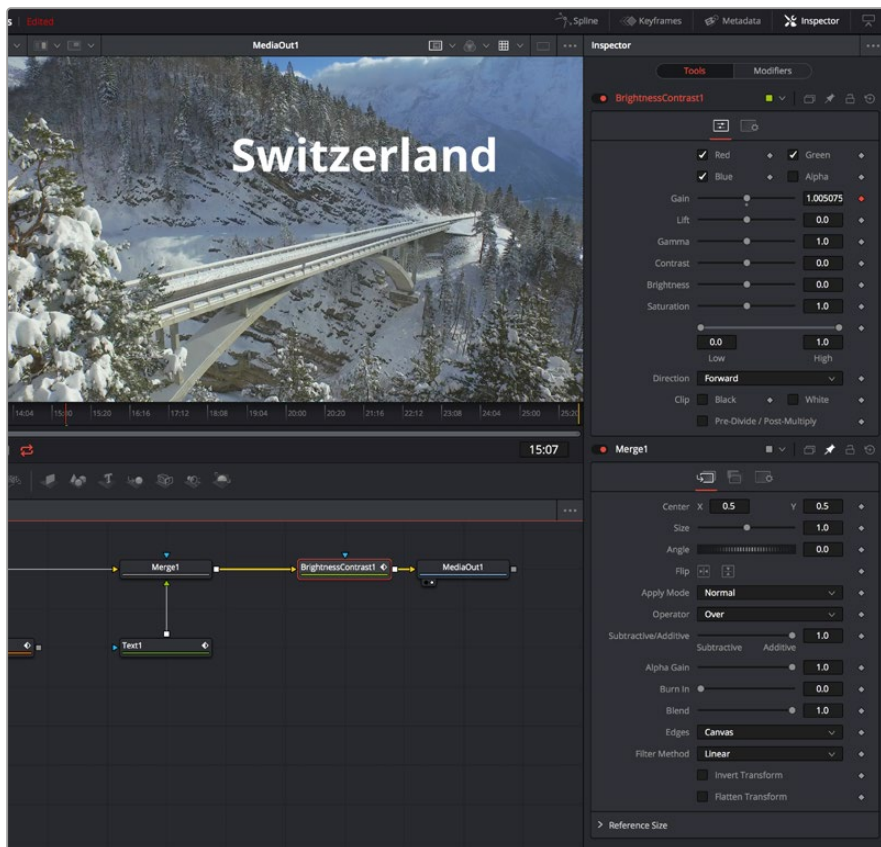 s Edited Spline Keyframes Metadata Inspector
MediaOut1 Inspector
Tools Modifiers
BrightnessContrast1
Switzerland
Red Green
Blue Alpha
Gain 1.005075
Lift 0.0
Gamma 1.0
Contrast 0.0
Brightness 0.0
Saturation 1.0
0.0 1.0
Low High
Direction Forward
Clip Black White
Pre-Divide / Post-Multiply
14:04 15:00 15:20 16:16 17:12 18:08 19:04 20:00 20:20 21:16 22:12 23:08 24:04 25:00 25:20
15:07
Merge1
Center X 0.5 Y 0.5
Size 1.0
Angle 0.0
Flip
Apply Mode Normal
Operator Over
Subtractive/Additive 1.0
Subtractive Additive
Alpha Gain 1.0
Burn In 0.0
Blend 1.0
Edges Canvas
Filter Method Linear
Invert Transform
Flatten Transform
Reference Size
Merge1 BrightnessContrast1 MediaOut1
Text1